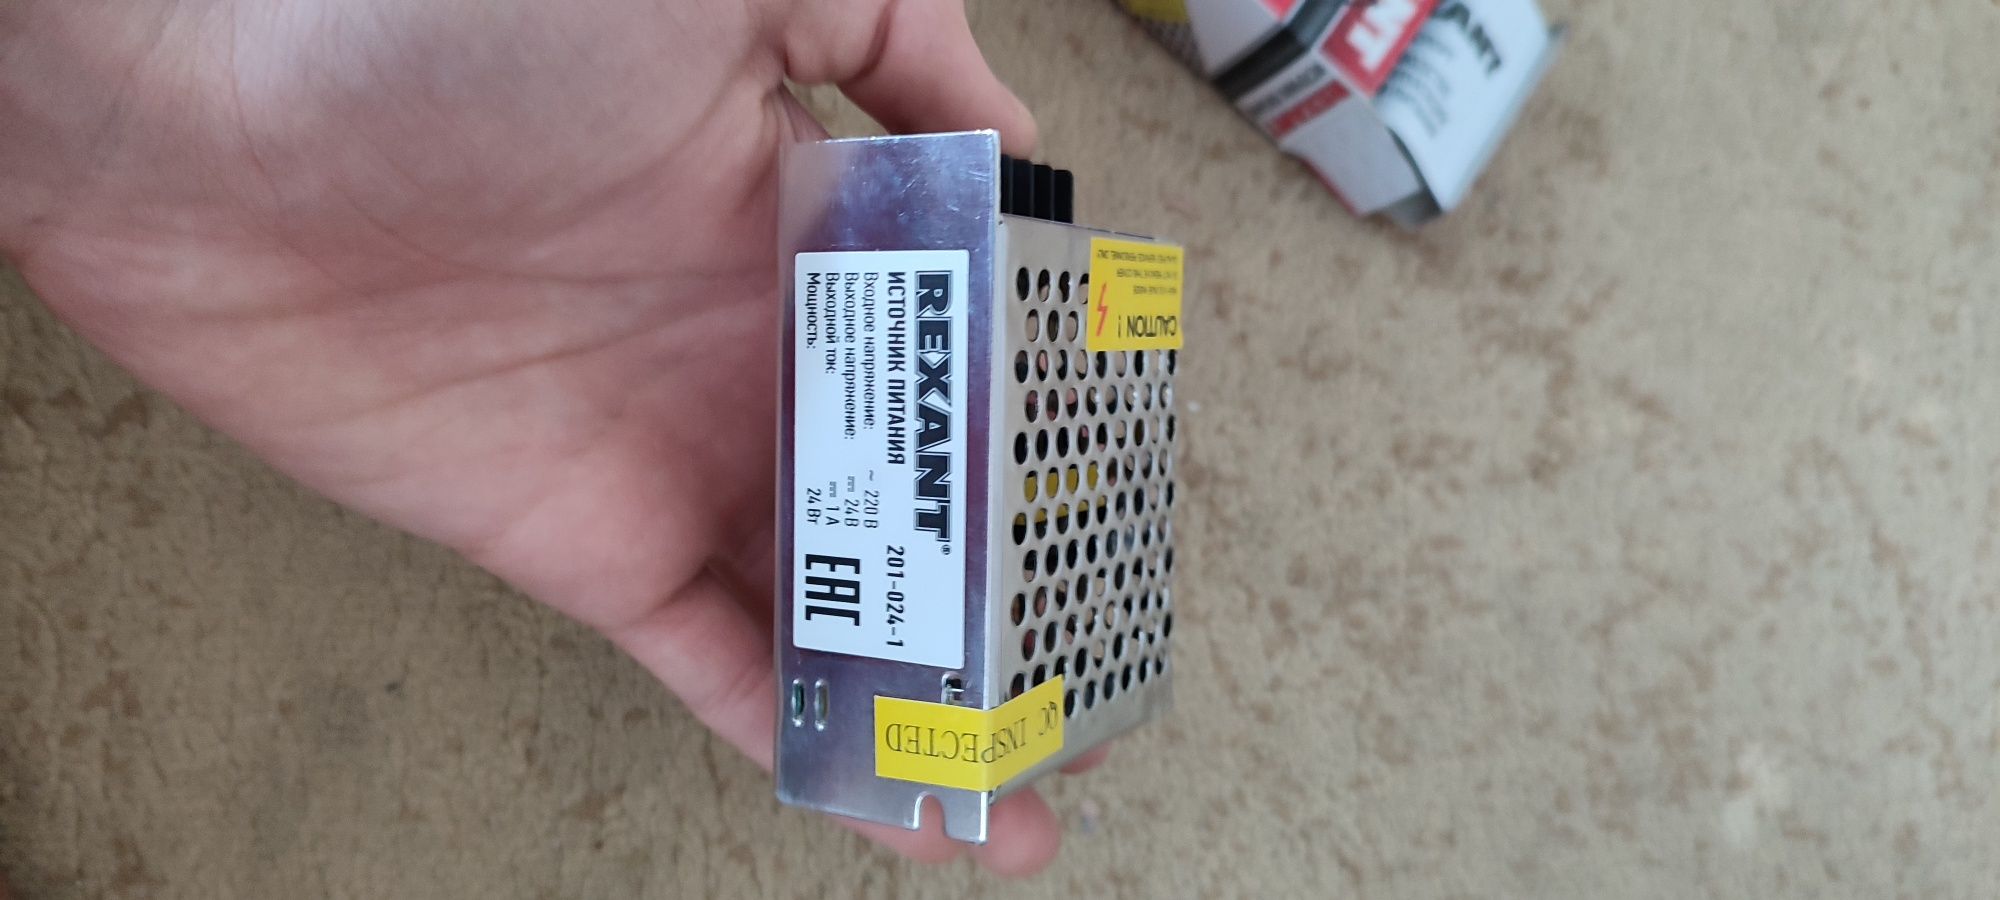 REXANT®
ИСТОЧНИК ПИТАНИЯ 201-024-1
Входное напряжение: ~ 220 В
Выходное напряжение: ⎓ 24 В
Выходной ток: ⎓ 1 А
Мощность: 24 Вт
EAC
CAUTION !
QC INSPECTED